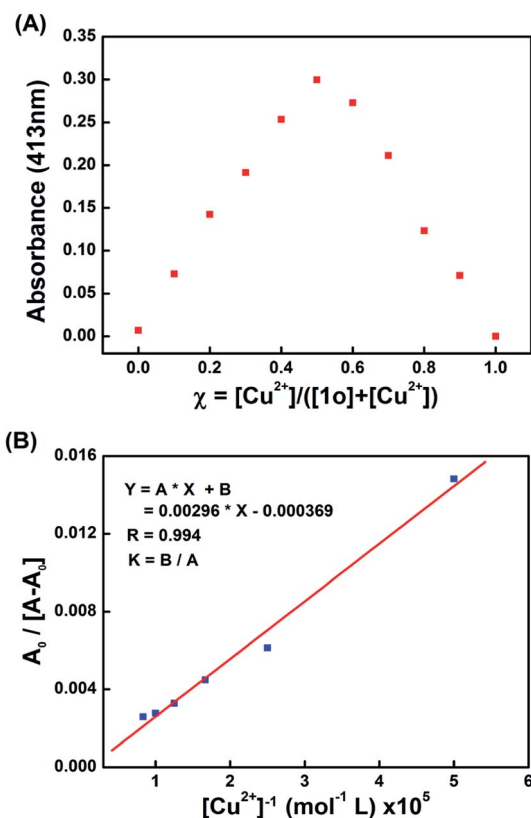 (A)
0.35
0.30
0.25
0.20
0.15
0.10
0.05
0.00
Absorbance (413nm)
0.0 0.2 0.4 0.6 0.8 1.0
χ = [Cu²⁺]/([1o]+[Cu²⁺])
(B)
0.016
0.012
0.008
0.004
0.000
A₀ / [A-A₀]
Y = A * X + B
= 0.00296 * X - 0.000369
R = 0.994
K = B / A
1 2 3 4 5 6
[Cu²⁺]⁻¹ (mol⁻¹ L) x10⁵